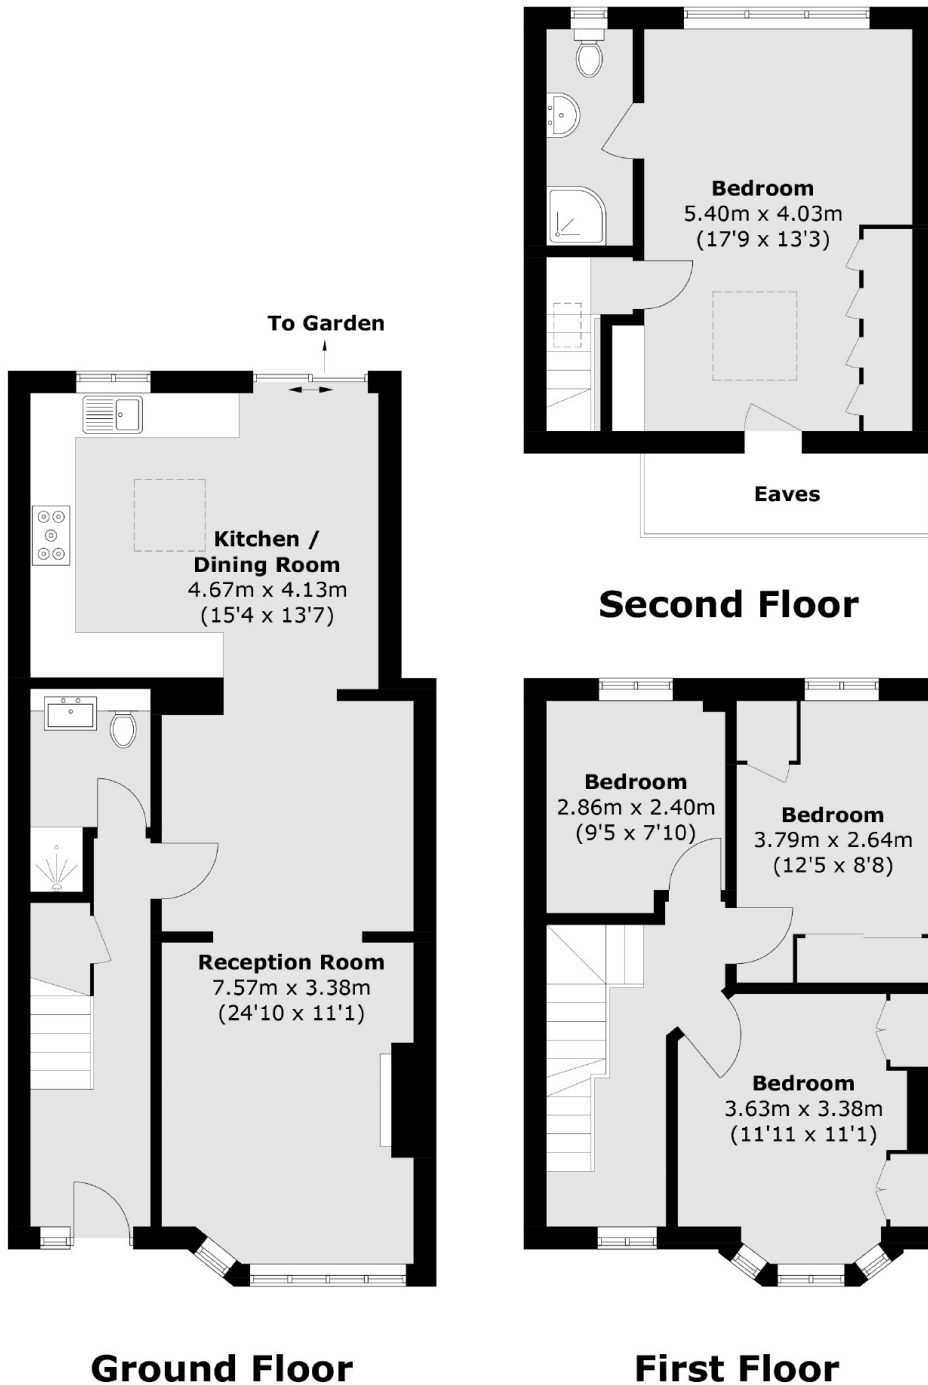 Bedroom
5.40m x 4.03m
(17'9 x 13'3)
Eaves
Second Floor
To Garden
Kitchen /
Dining Room
4.67m x 4.13m
(15'4 x 13'7)
Reception Room
7.57m x 3.38m
(24'10 x 11'1)
Ground Floor
Bedroom
2.86m x 2.40m
(9'5 x 7'10)
Bedroom
3.79m x 2.64m
(12'5 x 8'8)
Bedroom
3.63m x 3.38m
(11'11 x 11'1)
First Floor